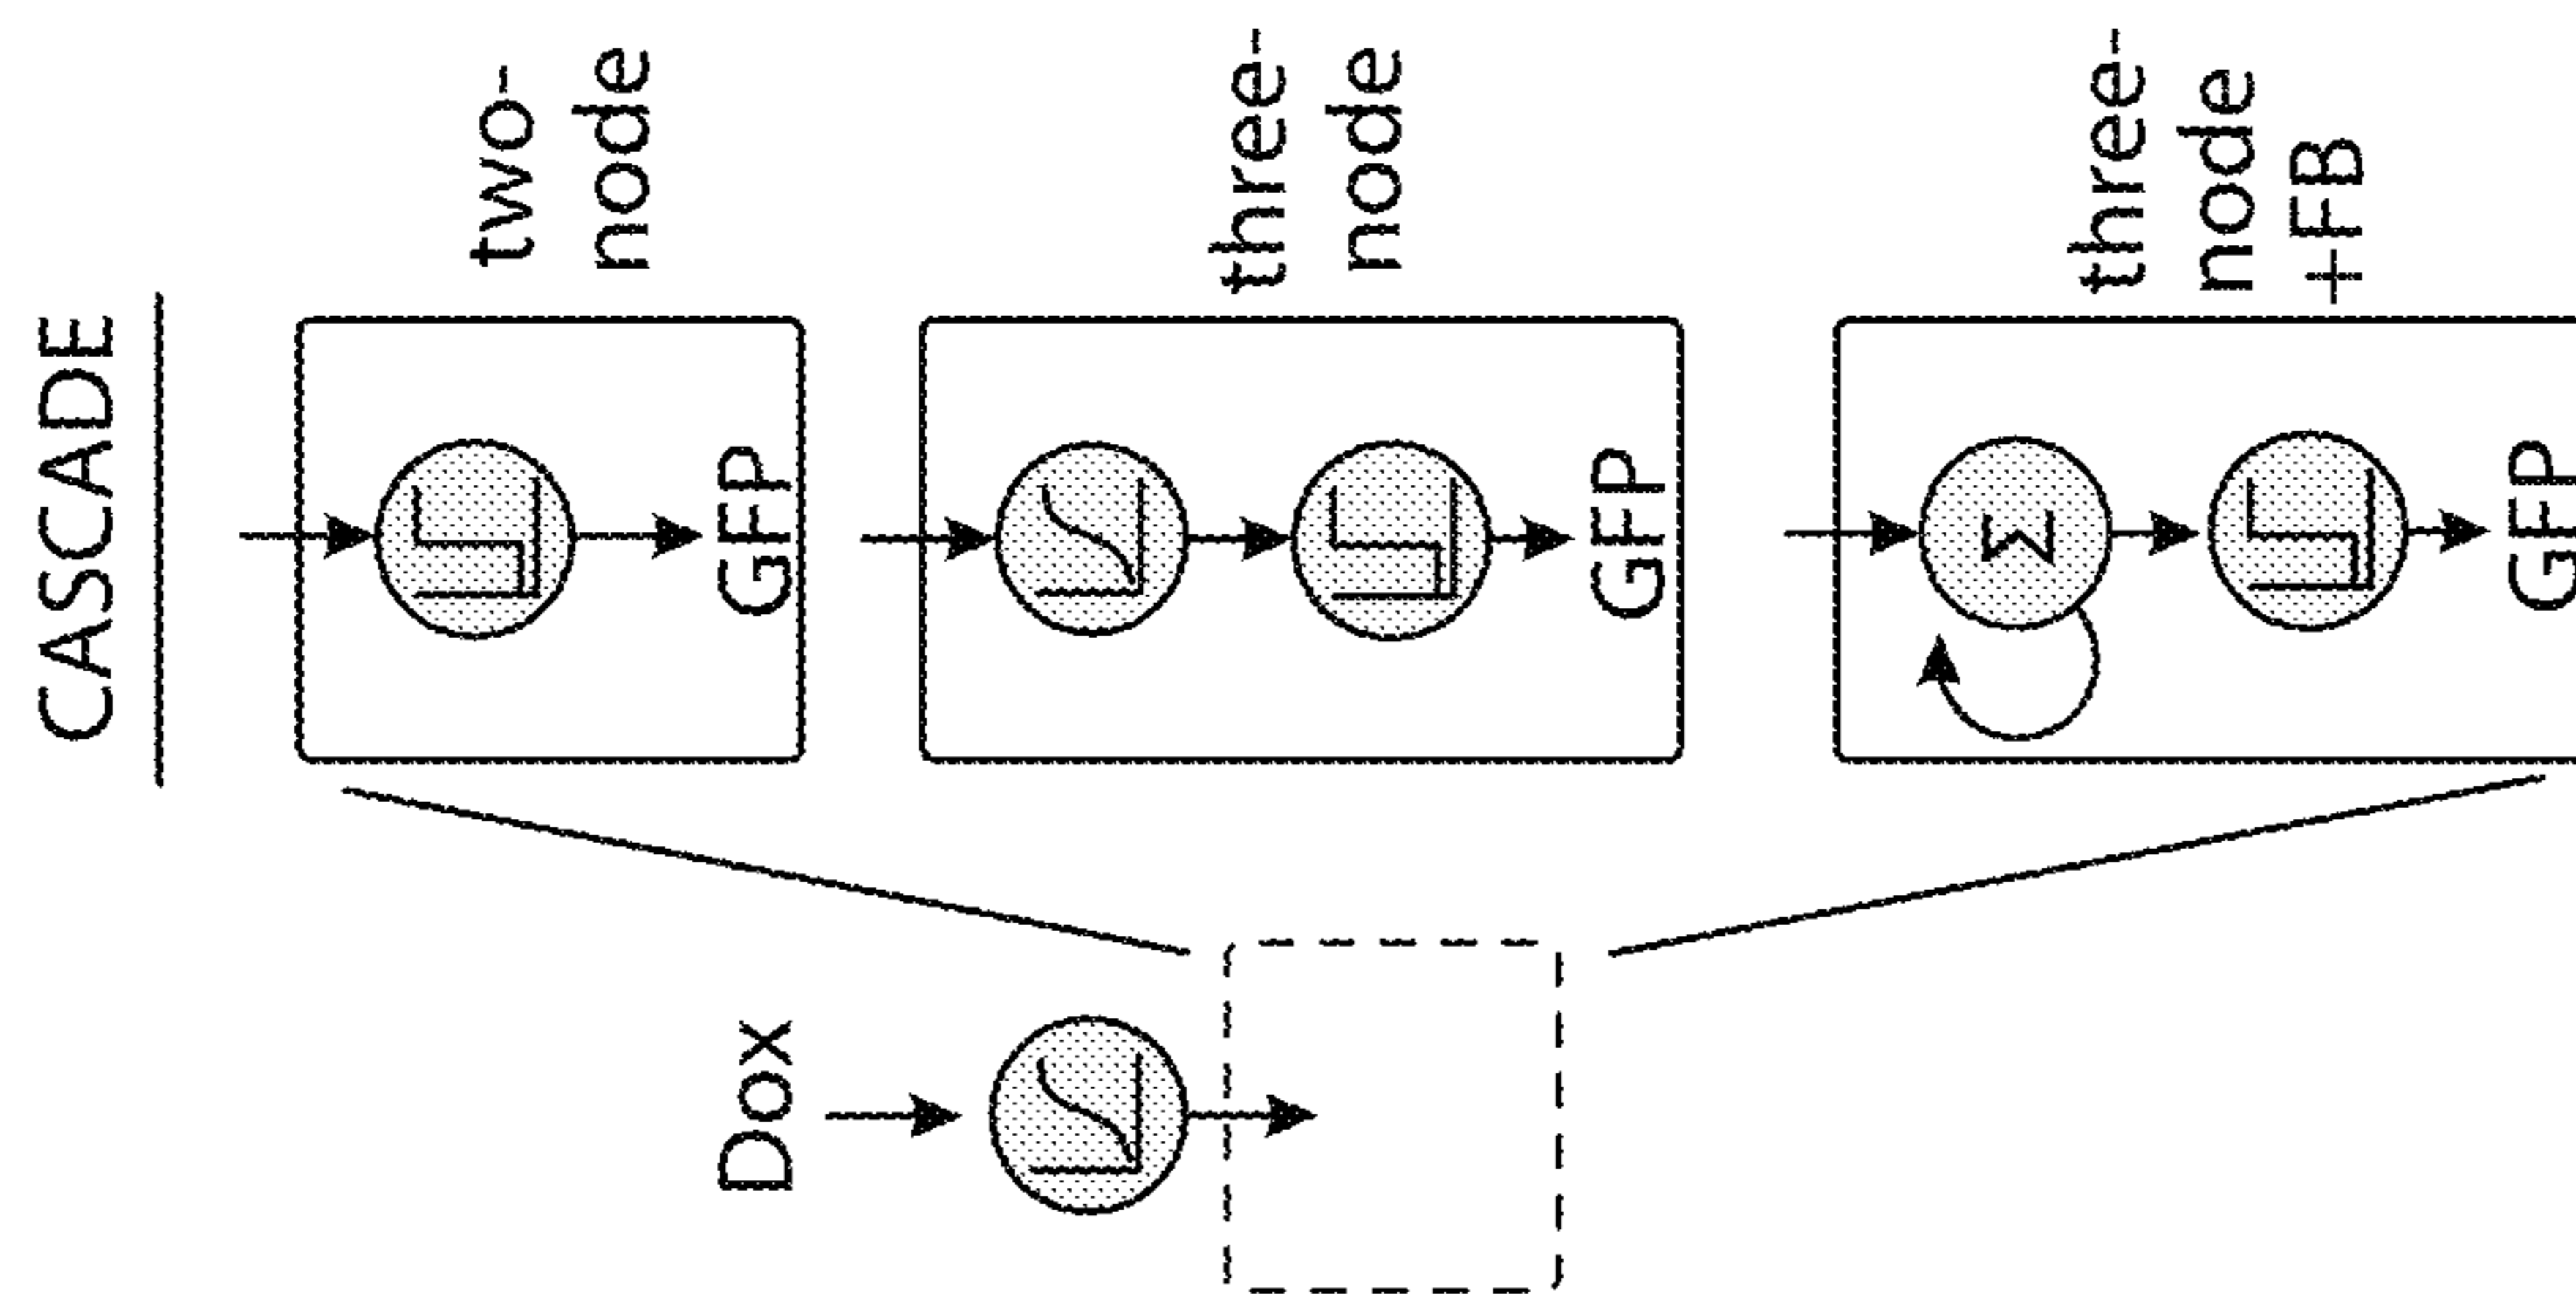 CASCADE
two-
node
Dox
GFP
three-
node
GFP
Σ
three-
node
+FB
GFP